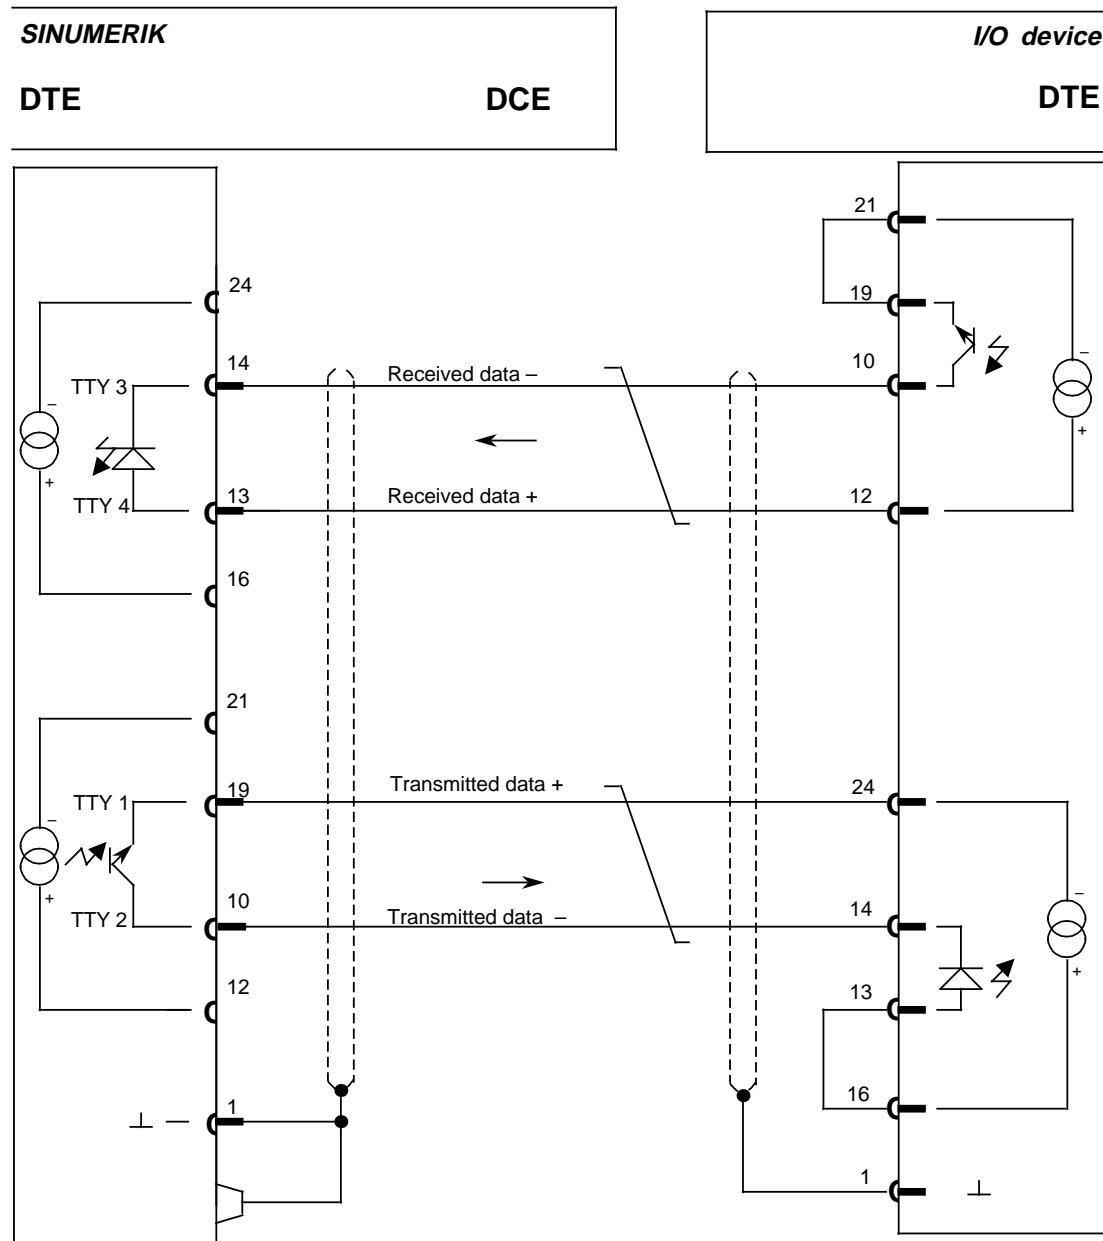 SINUMERIK
I/O device
DTE
DCE
DTE
21
24
19
14
TTY 3
Received data –
10
–
–
+
+
TTY 4
13
Received data +
12
16
21
TTY 1
19
Transmitted data +
24
–
–
+
+
TTY 2
10
Transmitted data –
14
12
13
16
1
1